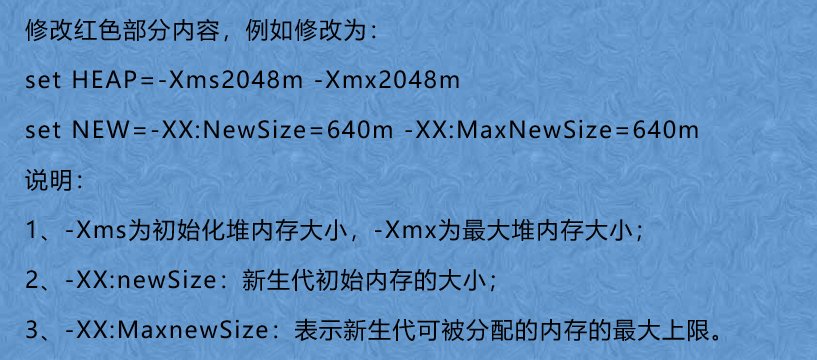 修改红色部分内容，例如修改为：
set HEAP=-Xms2048m -Xmx2048m
set NEW=-XX:NewSize=640m -XX:MaxNewSize=640m
说明：
1、-Xms为初始化堆内存大小，-Xmx为最大堆内存大小；
2、-XX:newSize：新生代初始内存的大小；
3、-XX:MaxnewSize：表示新生代可被分配的内存的最大上限。